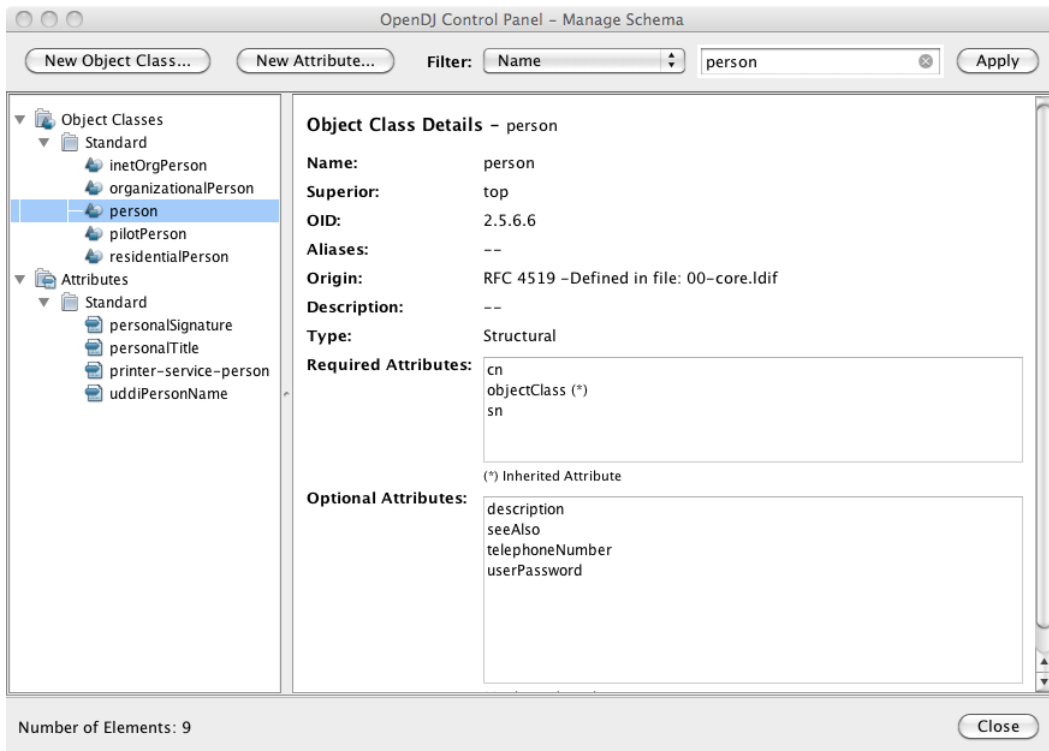 OpenDJ Control Panel – Manage Schema
New Object Class...
New Attribute...
Filter:
Name
person
Apply
Object Classes
Standard
inetOrgPerson
organizationalPerson
person
pilotPerson
residentialPerson
Attributes
Standard
personalSignature
personalTitle
printer-service-person
uddiPersonName
Object Class Details – person
Name: person
Superior: top
OID: 2.5.6.6
Aliases: --
Origin: RFC 4519 -Defined in file: 00-core.ldif
Description: --
Type: Structural
Required Attributes:
cn
objectClass (*)
sn
(*) Inherited Attribute
Optional Attributes:
description
seeAlso
telephoneNumber
userPassword
Number of Elements: 9
Close